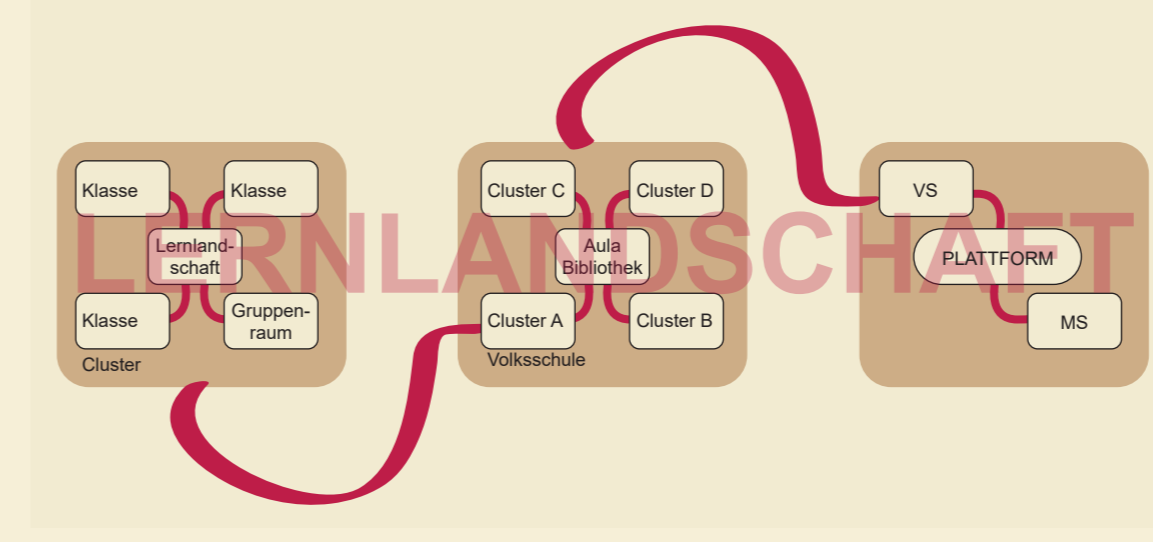 LERNLANDSCHAFT
Klasse
Klasse
Lernland-
schaft
Klasse
Gruppen-
raum
Cluster
Cluster C
Cluster D
Aula
Bibliothek
Cluster A
Cluster B
Volksschule
VS
PLATTFORM
MS